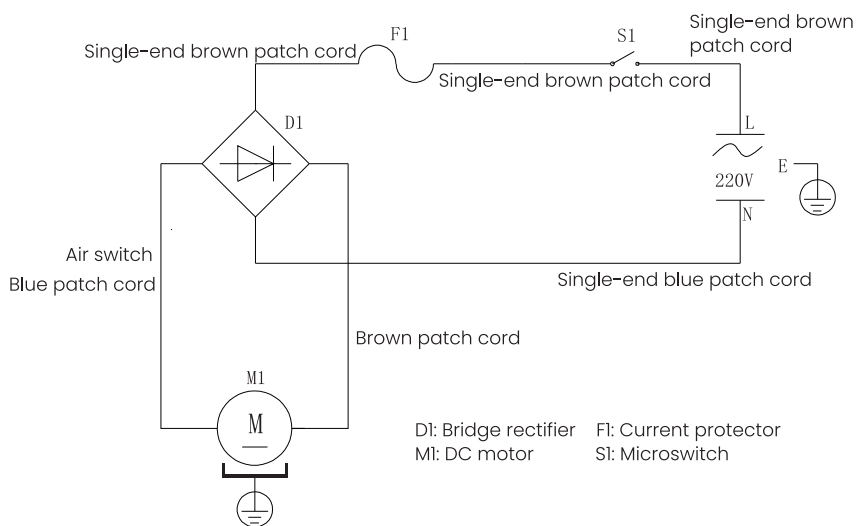 Single-end brown
patch cord
F1
S1
Single-end brown patch cord
Single-end brown patch cord
D1
L
E
220V
N
Air switch
Blue patch cord
Single-end blue patch cord
Brown patch cord
M1
M
D1: Bridge rectifier F1: Current protector
M1: DC motor S1: Microswitch